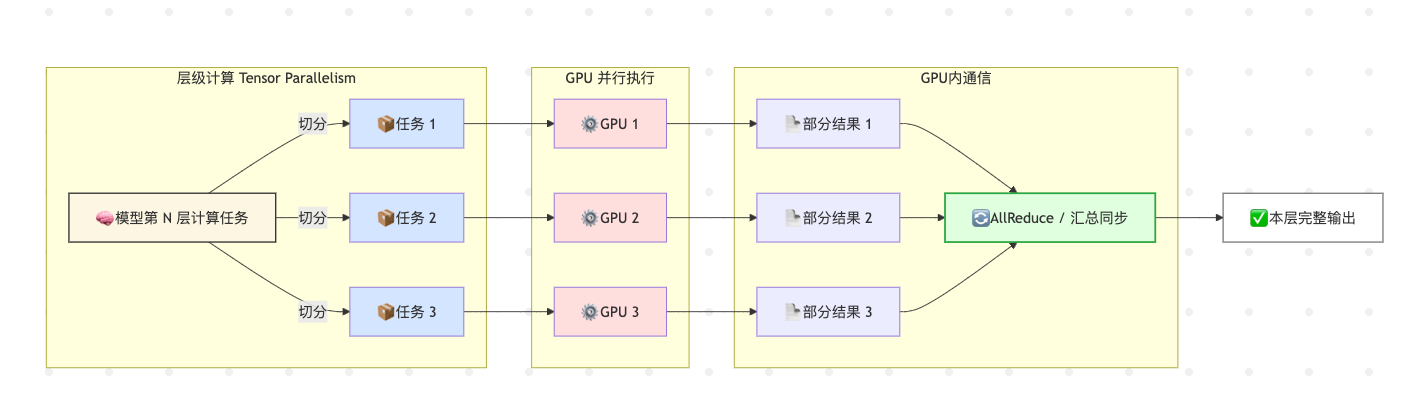 层级计算 Tensor Parallelism
🧠模型第 N 层计算任务
切分
📦任务 1
切分
📦任务 2
切分
📦任务 3
GPU 并行执行
⚙️GPU 1
⚙️GPU 2
⚙️GPU 3
GPU内通信
📄部分结果 1
📄部分结果 2
📄部分结果 3
🔄AllReduce / 汇总同步
✅本层完整输出